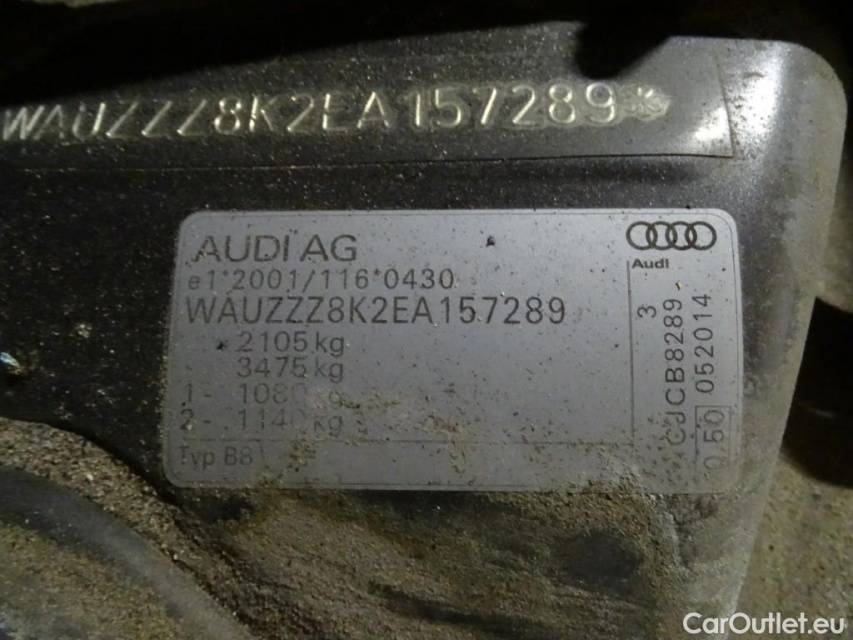 WAUZZZ8K2EA157289
AUDI AG
e1*2001/116*0430
WAUZZZ8K2EA157289
2105 kg
3475 kg
1- 1080 kg
2- 1140 kg
Typ B8
Audi
3
CJCB8289
0,50 052014
CarOutlet.eu